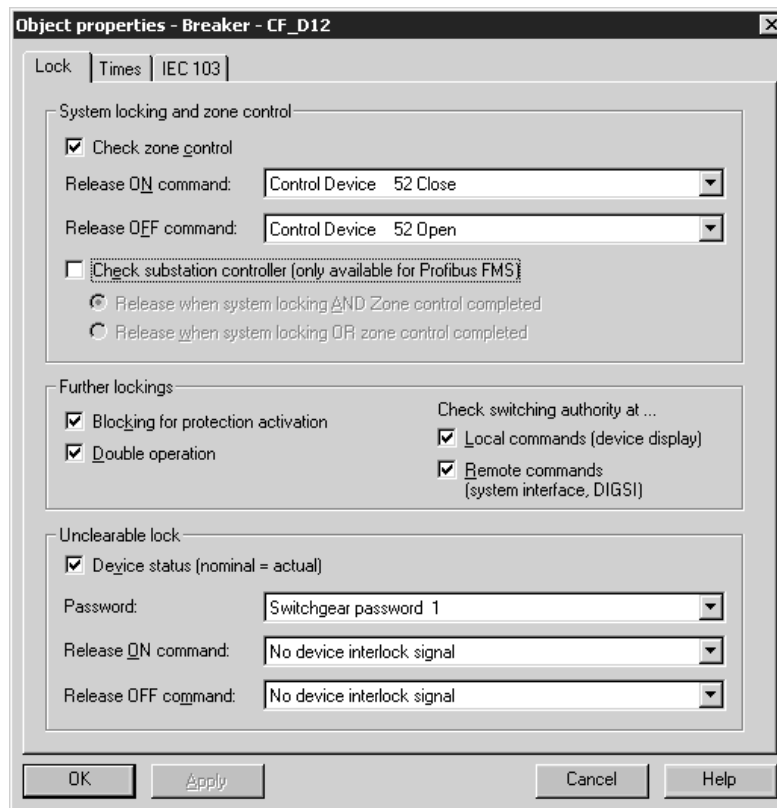 Object properties - Breaker - CF_D12
Lock Times IEC 103
System locking and zone control
Check zone control
Release ON command: Control Device 52 Close
Release OFF command: Control Device 52 Open
Check substation controller (only available for Profibus FMS)
Release when system locking AND Zone control completed
Release when system locking OR zone control completed
Further lockings
Blocking for protection activation
Double operation
Check switching authority at ...
Local commands (device display)
Remote commands
(system interface, DIGSI)
Unclearable lock
Device status (nominal = actual)
Password: Switchgear password 1
Release ON command: No device interlock signal
Release OFF command: No device interlock signal
OK Apply Cancel Help